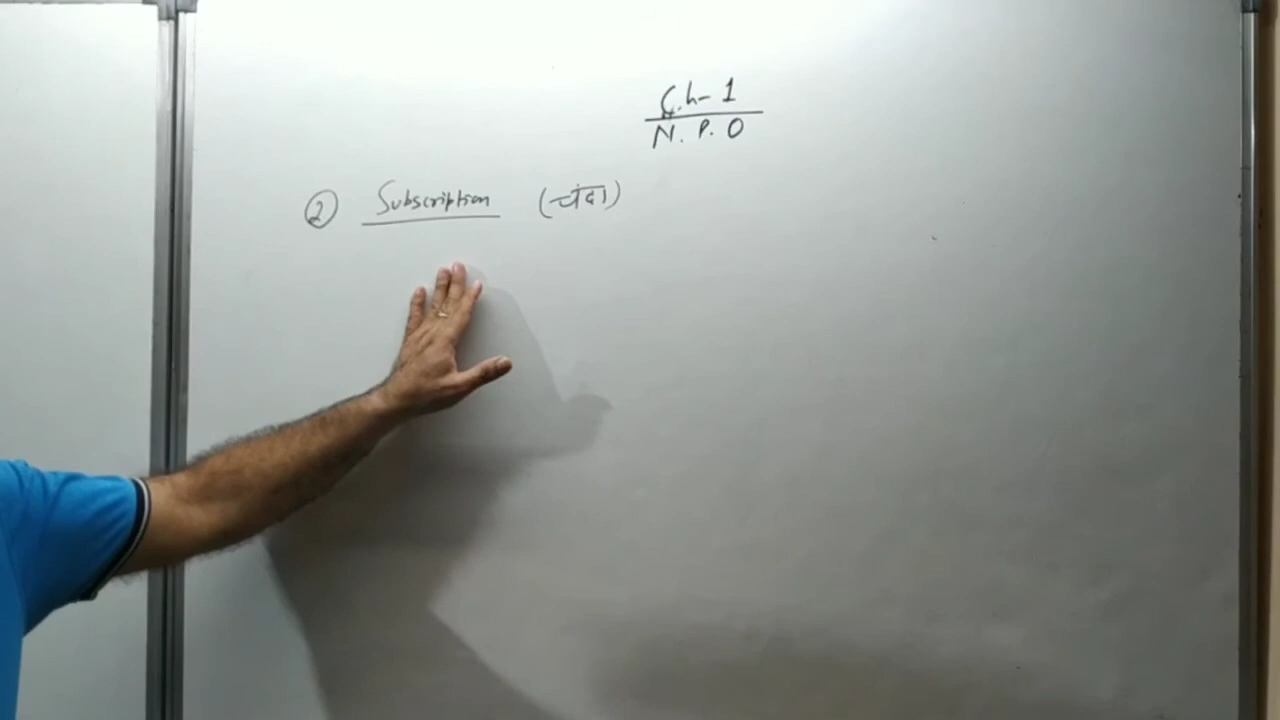 Ch-1
N.P.O
② Subscription (चंदा)